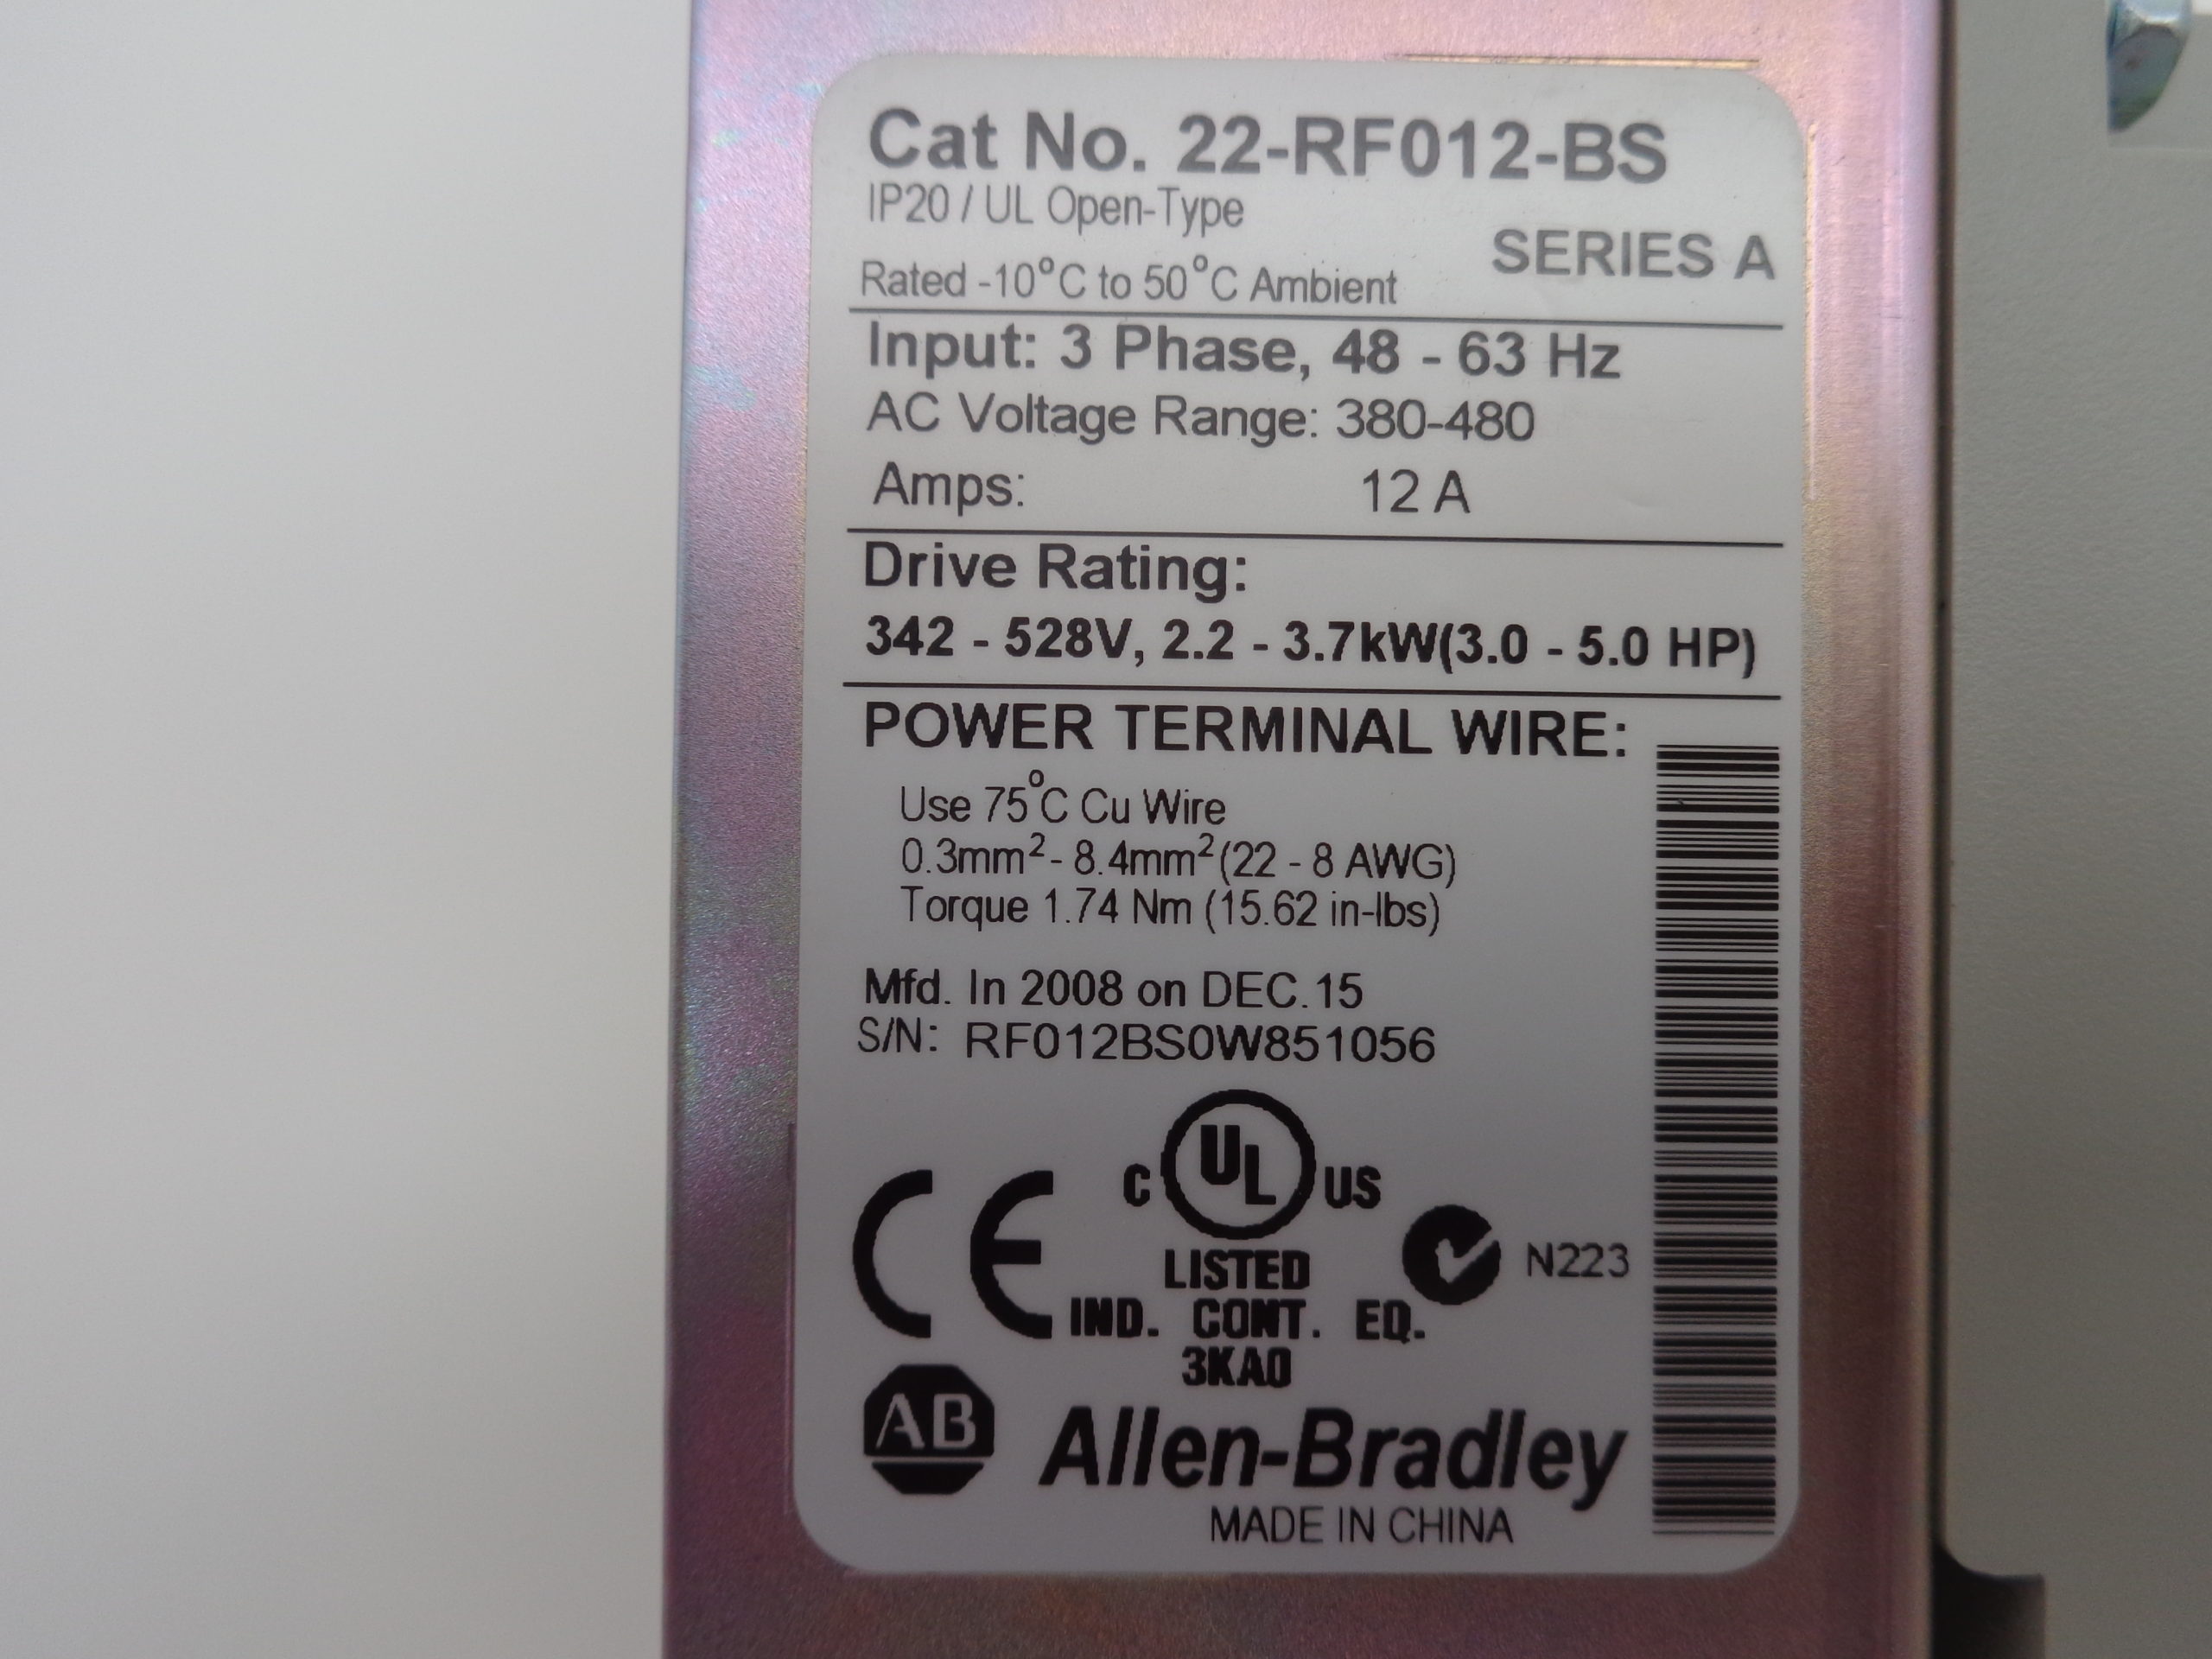 Cat No. 22-RF012-BS
IP20 / UL Open-Type
SERIES A
Rated -10°C to 50°C Ambient
Input: 3 Phase, 48 - 63 Hz
AC Voltage Range: 380-480
Amps: 12 A
Drive Rating:
342 - 528V, 2.2 - 3.7kW(3.0 - 5.0 HP)
POWER TERMINAL WIRE:
Use 75°C Cu Wire
0.3mm²- 8.4mm²(22 - 8 AWG)
Torque 1.74 Nm (15.62 in-lbs)
Mfd. In 2008 on DEC.15
S/N: RF012BS0W851056
C UL US
CE
LISTED
N223
IND. CONT. EQ.
3KA0
AB Allen-Bradley
MADE IN CHINA